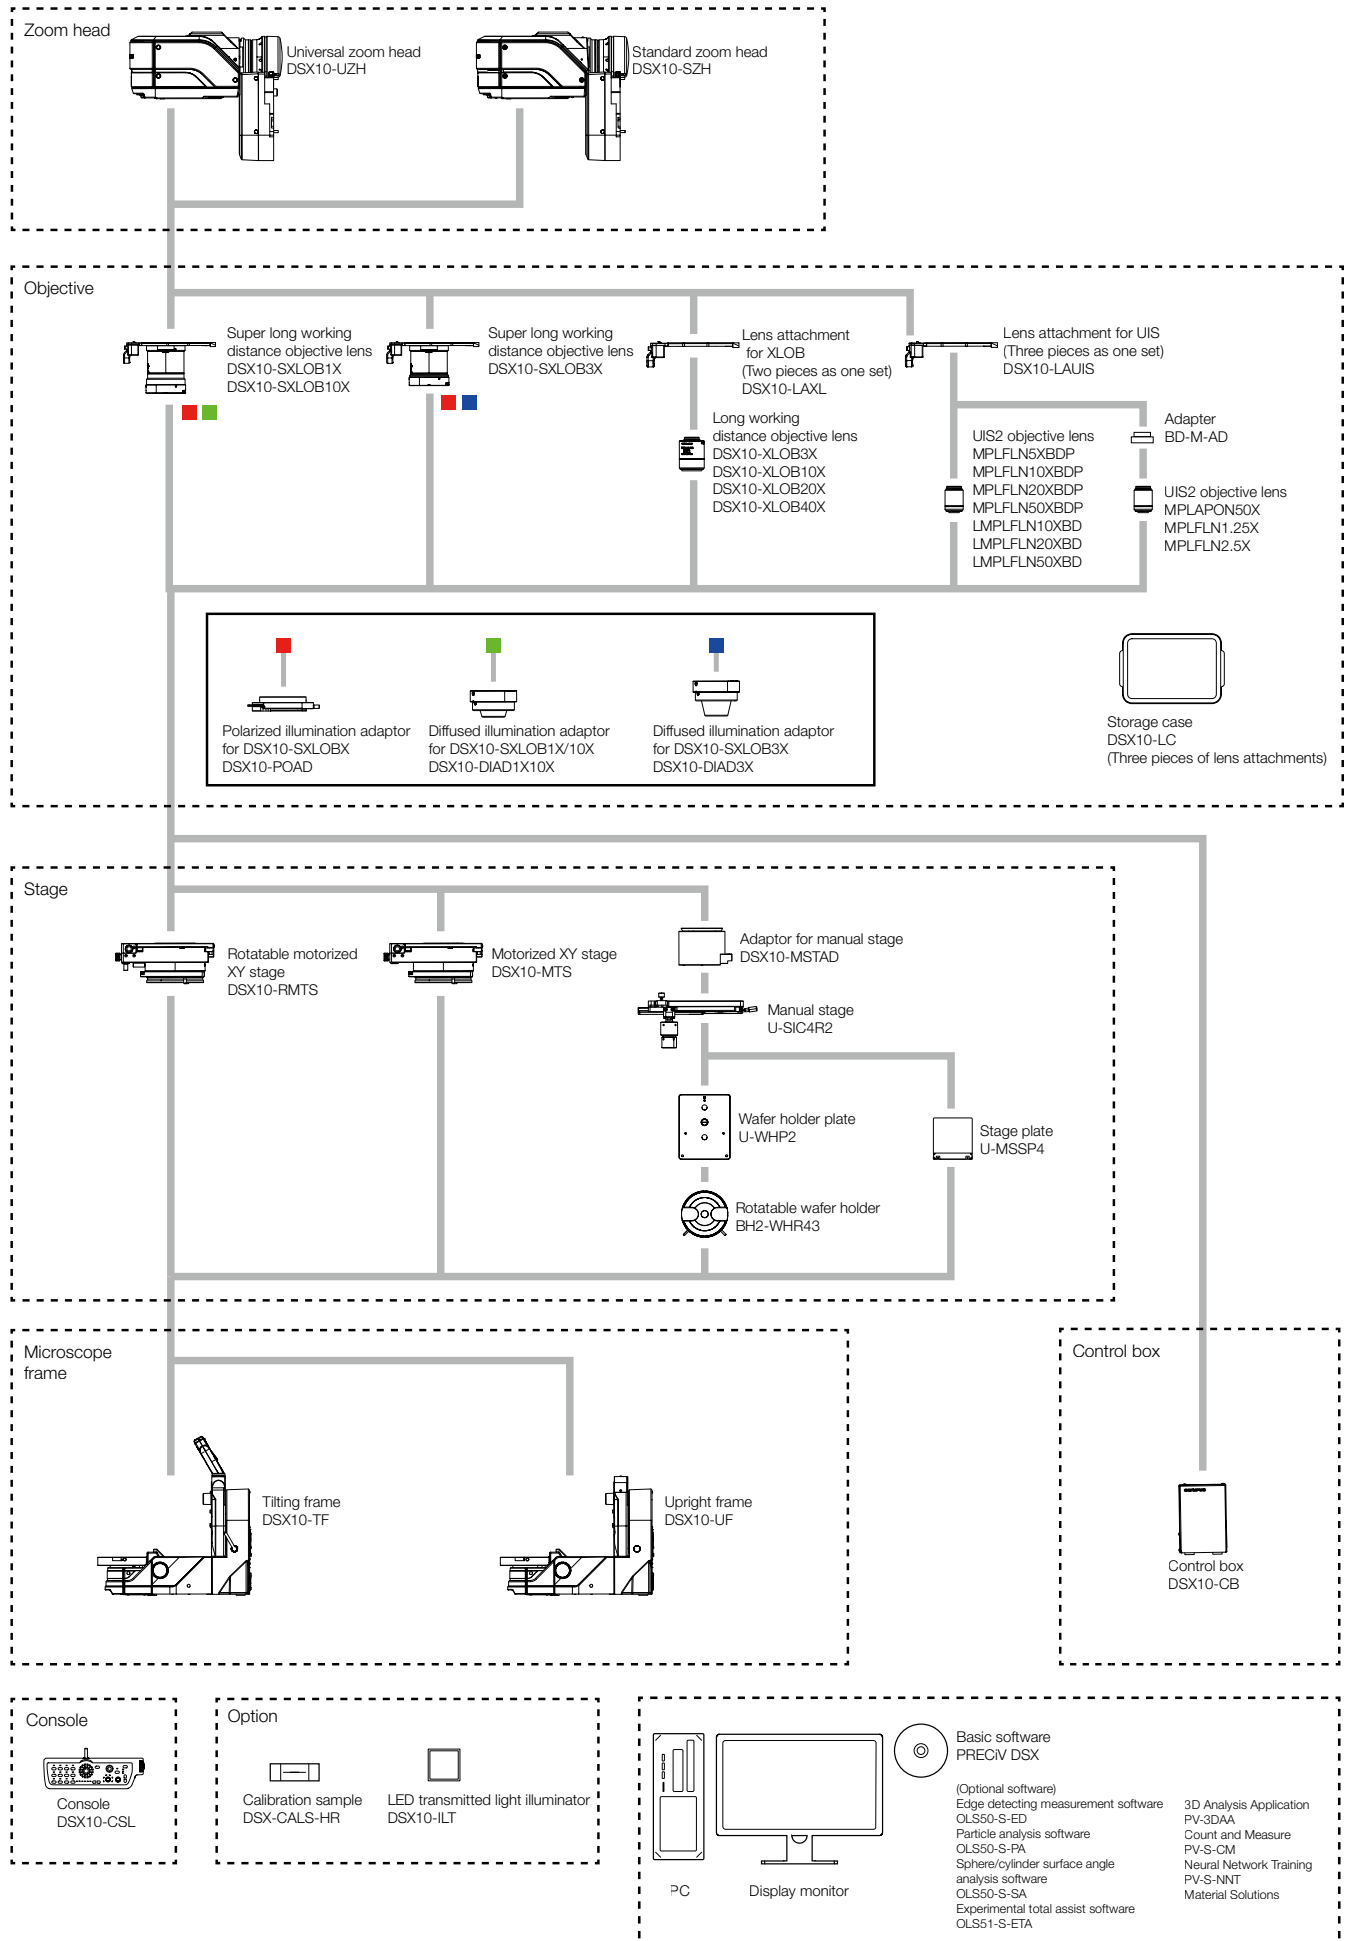 Zoom head
Universal zoom head
DSX10-UZH
Standard zoom head
DSX10-SZH
Objective
Super long working
distance objective lens
DSX10-SXLOB1X
DSX10-SXLOB10X
Super long working
distance objective lens
DSX10-SXLOB3X
Lens attachment
for XLOB
(Two pieces as one set)
DSX10-LAXL
Lens attachment for UIS
(Three pieces as one set)
DSX10-LAUIS
Long working
distance objective lens
DSX10-XLOB3X
DSX10-XLOB10X
DSX10-XLOB20X
DSX10-XLOB40X
UIS2 objective lens
MPLFLN5XBDP
MPLFLN10XBDP
MPLFLN20XBDP
MPLFLN50XBDP
LMPLFLN10XBD
LMPLFLN20XBD
LMPLFLN50XBD
Adapter
BD-M-AD
UIS2 objective lens
MPLAPON50X
MPLFLN1.25X
MPLFLN2.5X
Polarized illumination adaptor
for DSX10-SXLOBX
DSX10-POAD
Diffused illumination adaptor
for DSX10-SXLOB1X/10X
DSX10-DIAD1X10X
Diffused illumination adaptor
for DSX10-SXLOB3X
DSX10-DIAD3X
Storage case
DSX10-LC
(Three pieces of lens attachments)
Stage
Rotatable motorized
XY stage
DSX10-RMTS
Motorized XY stage
DSX10-MTS
Adaptor for manual stage
DSX10-MSTAD
Manual stage
U-SIC4R2
Wafer holder plate
U-WHP2
Stage plate
U-MSSP4
Rotatable wafer holder
BH2-WHR43
Microscope
frame
Tilting frame
DSX10-TF
Upright frame
DSX10-UF
Control box
OLYMPUS
Control box
DSX10-CB
Console
Console
DSX10-CSL
Option
Calibration sample
DSX-CALS-HR
LED transmitted light illuminator
DSX10-ILT
PC
Display monitor
Basic software
PRECiV DSX
(Optional software)
Edge detecting measurement software
OLS50-S-ED
Particle analysis software
OLS50-S-PA
Sphere/cylinder surface angle
analysis software
OLS50-S-SA
Experimental total assist software
OLS51-S-ETA
3D Analysis Application
PV-3DAA
Count and Measure
PV-S-CM
Neural Network Training
PV-S-NNT
Material Solutions